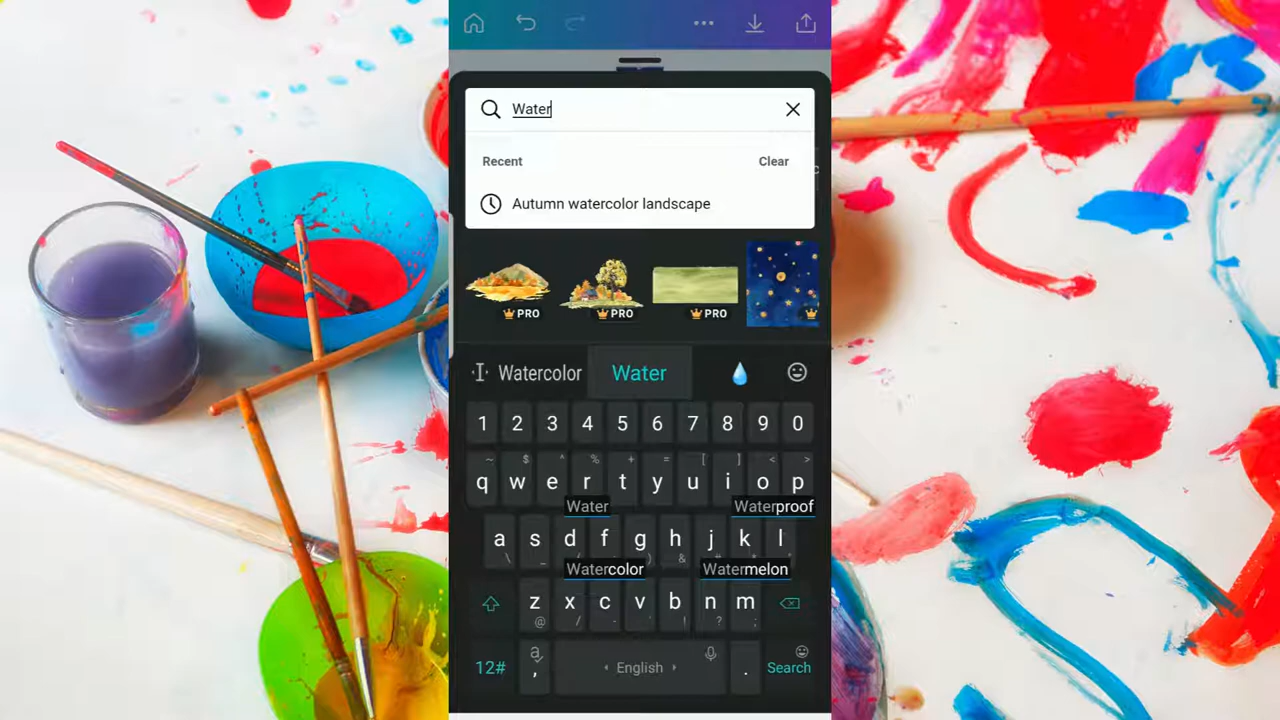 Water
Recent
Clear
Autumn watercolor landscape
PRO
PRO
PRO
Watercolor
Water
1 2 3 4 5 6 7 8 9 0
~ $ ^ % + = [ ] < >
q w e r t y u i o p
Water
Waterproof
a s d f g h j k l
\ _ ) &
Watercolor
Watermelon
z x c v b n m
@ / - ! ; 
12#
a
,
English
.
Search